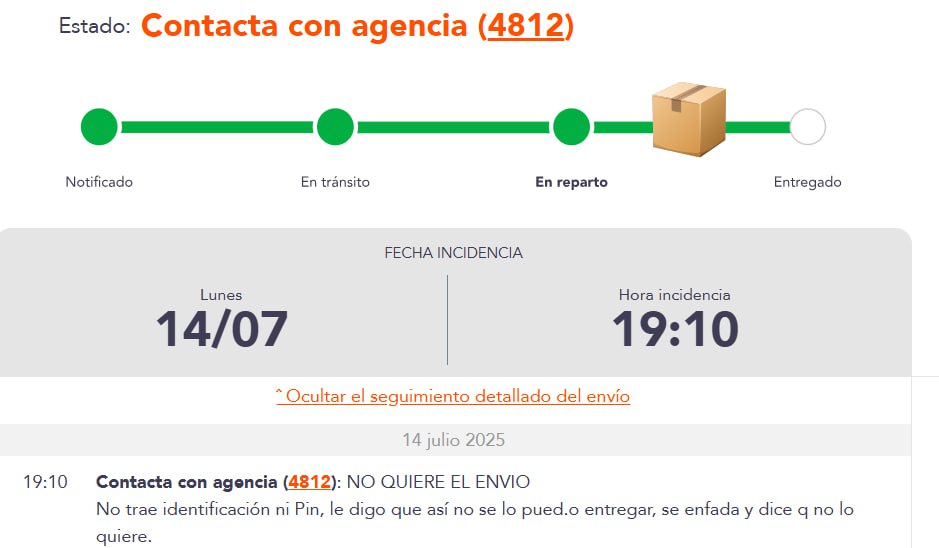 Estado: Contacta con agencia (4812)
Notificado
En tránsito
En reparto
Entregado
FECHA INCIDENCIA
Lunes
14/07
Hora incidencia
19:10
ˆ Ocultar el seguimiento detallado del envío
14 julio 2025
19:10 Contacta con agencia (4812): NO QUIERE EL ENVIO
No trae identificación ni Pin, le digo que así no se lo pued.o entregar, se enfada y dice q no lo
quiere.